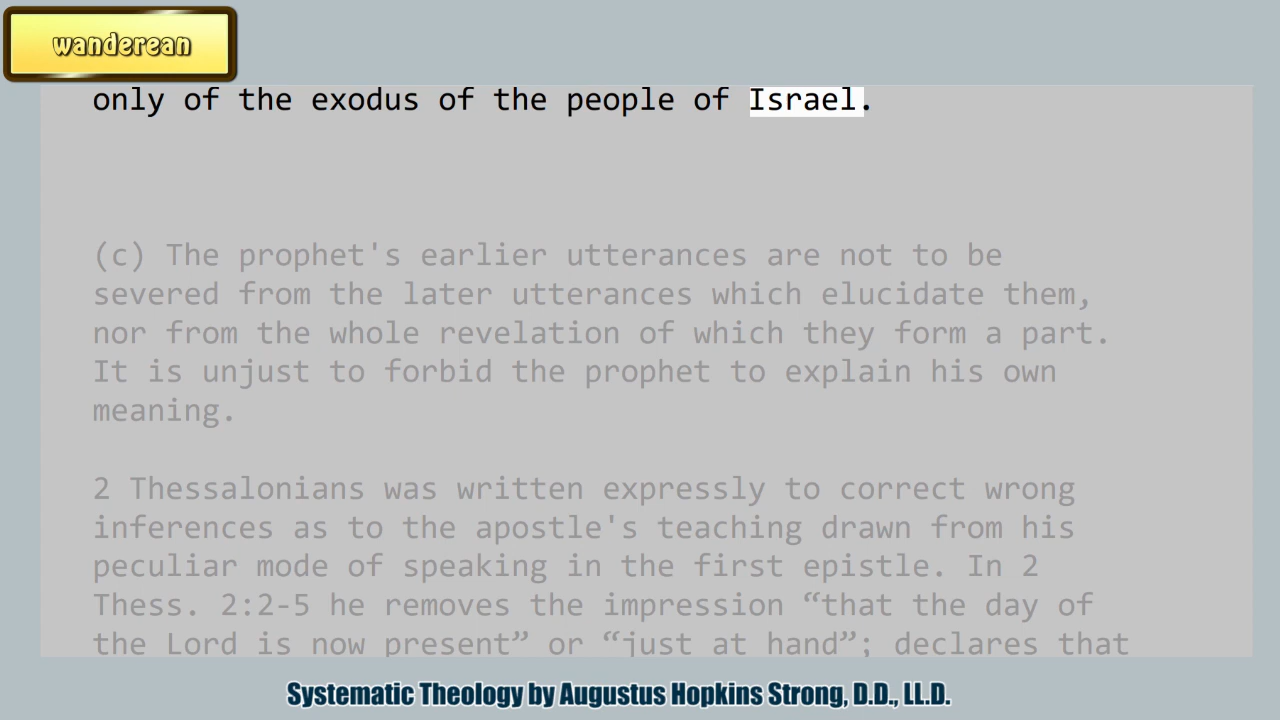 wanderean
only of the exodus of the people of Israel.
(c) The prophet's earlier utterances are not to be
severed from the later utterances which elucidate them,
nor from the whole revelation of which they form a part.
It is unjust to forbid the prophet to explain his own
meaning.
2 Thessalonians was written expressly to correct wrong
inferences as to the apostle's teaching drawn from his
peculiar mode of speaking in the first epistle. In 2
Thess. 2:2-5 he removes the impression “that the day of
the Lord is now present” or “just at hand”; declares that
Systematic Theology by Augustus Hopkins Strong, D.D., LL.D.